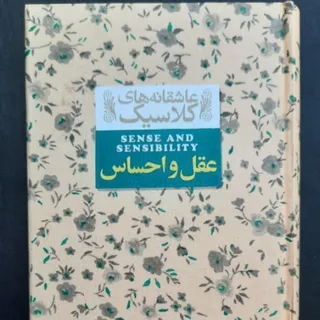 عاشقانه‌های
کلاسیک
SENSE AND
SENSIBILITY
عقل و احساس